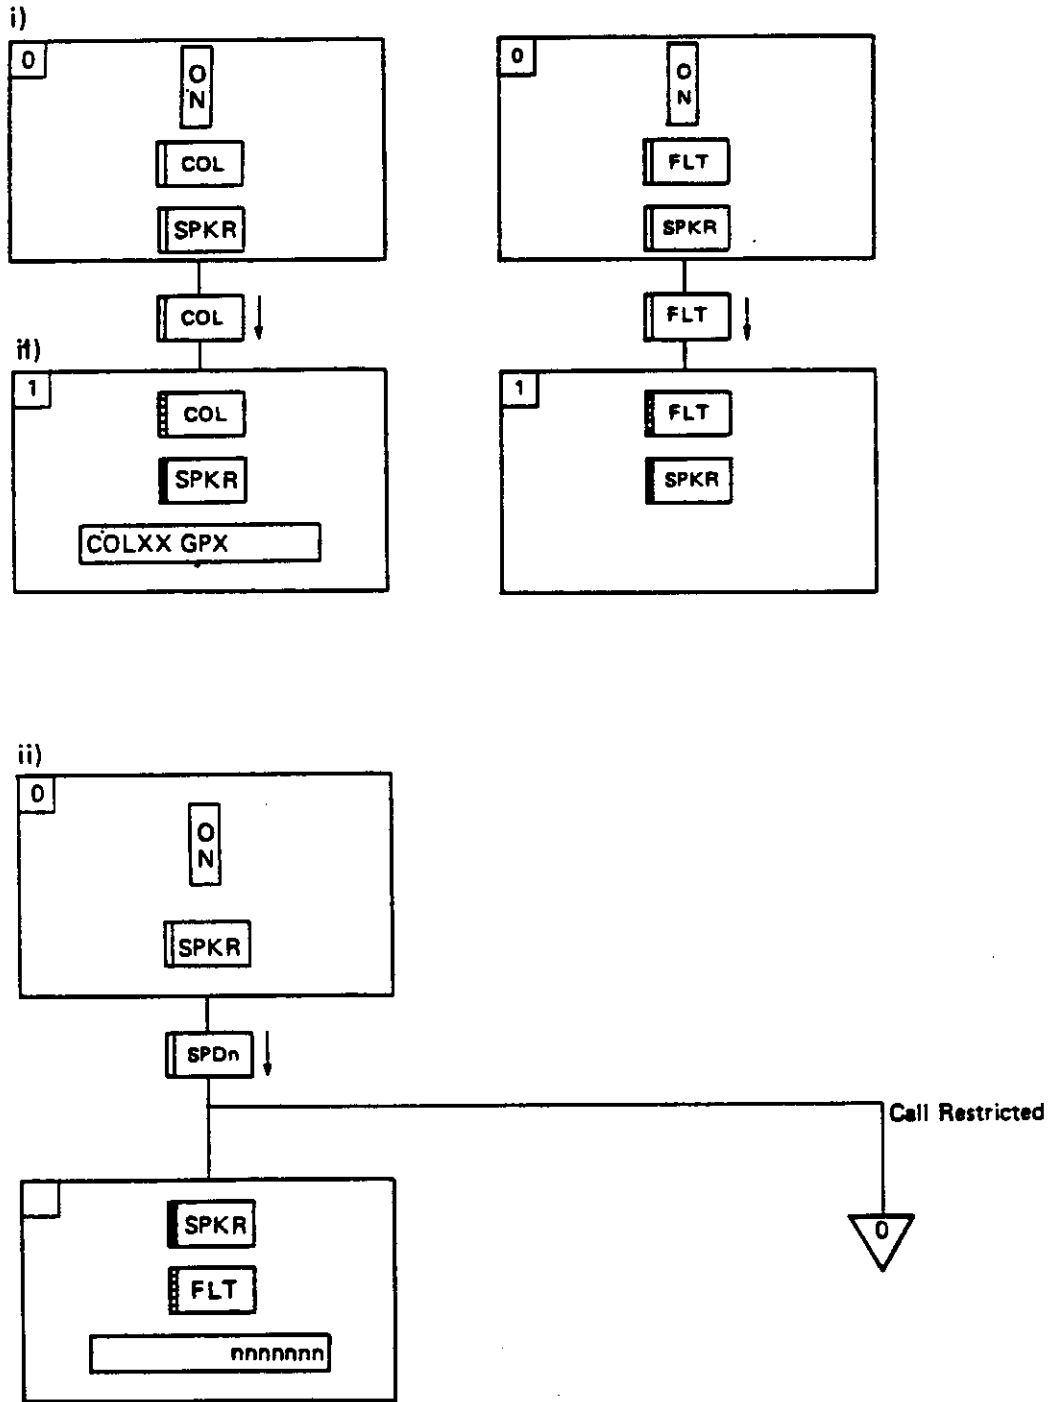 i)
0
O
N
COL
SPKR
COL
0
O
N
FLT
SPKR
FLT
ii)
1
COL
SPKR
COLXX GPX
1
FLT
SPKR
ii)
0
O
N
SPKR
SPDn
Call Restricted
0
SPKR
FLT
nnnnnnn